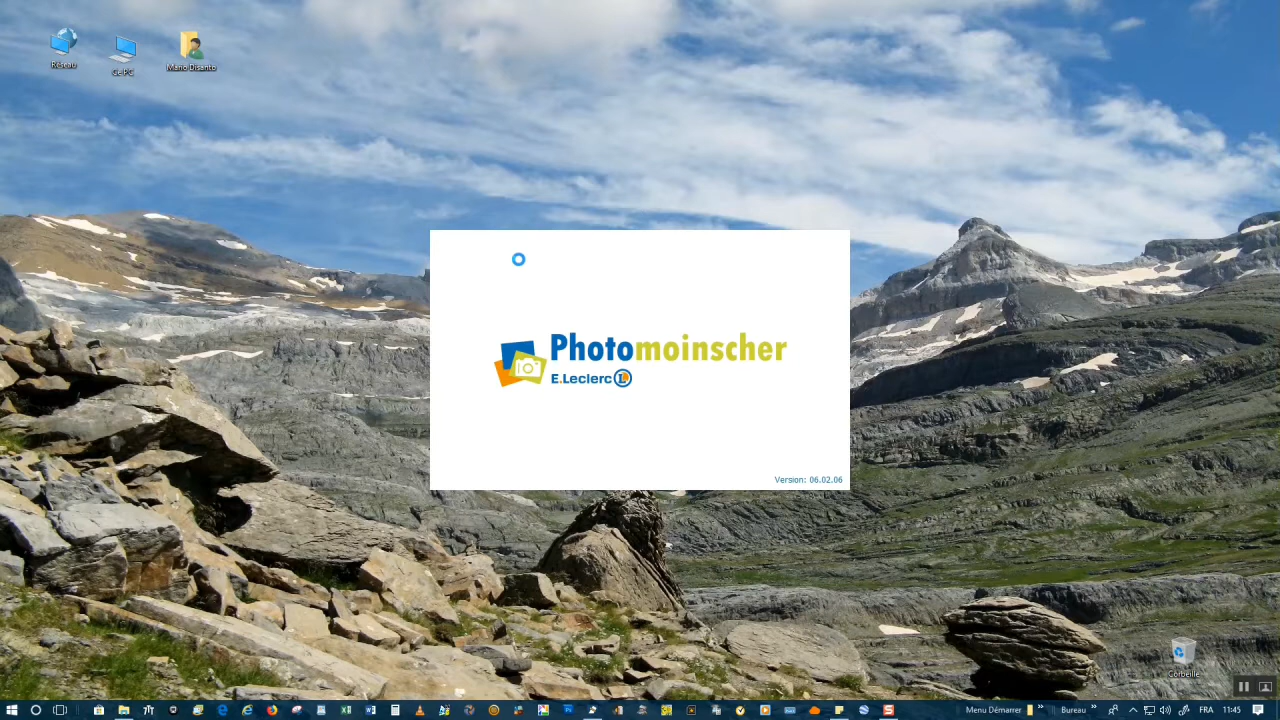 Réseau
Ce PC
Mario Disanto
Photomoinscher
E.Leclerc L
Version: 06.02.06
Corbeille
Menu Démarrer
Bureau
FRA
11:45